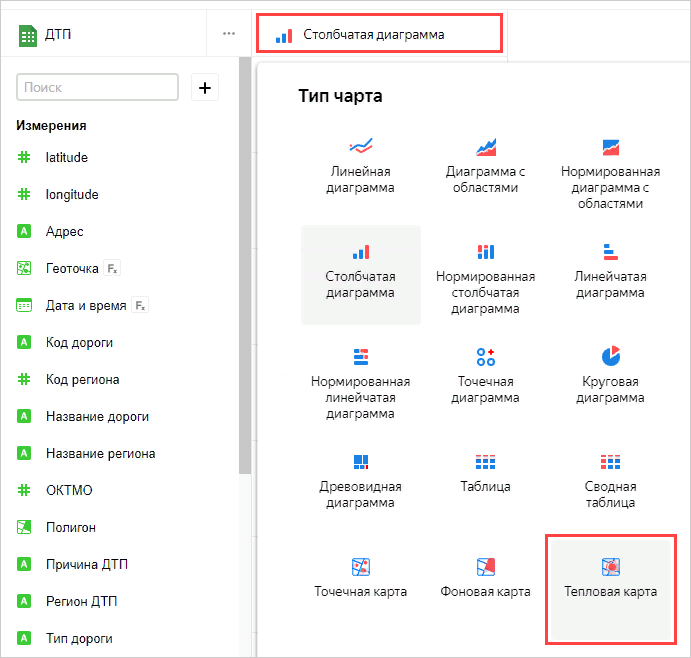 ДТП
...
Столбчатая диаграмма
Поиск
+
Измерения
latitude
longitude
A Адрес
Геоточка Fx
Дата и время Fx
A Код дороги
Код региона
A Название дороги
A Название региона
ОКТМО
Полигон
A Причина ДТП
A Регион ДТП
A Тип дороги
Тип чарта
Линейная
диаграмма
Диаграмма с
областями
Нормированная
диаграмма с
областями
Столбчатая
диаграмма
Нормированная
столбчатая
диаграмма
Линейчатая
диаграмма
Нормированная
линейчатая
диаграмма
Точечная
диаграмма
Круговая
диаграмма
Древовидная
диаграмма
Таблица
Сводная
таблица
Точечная карта
Фоновая карта
Тепловая карта